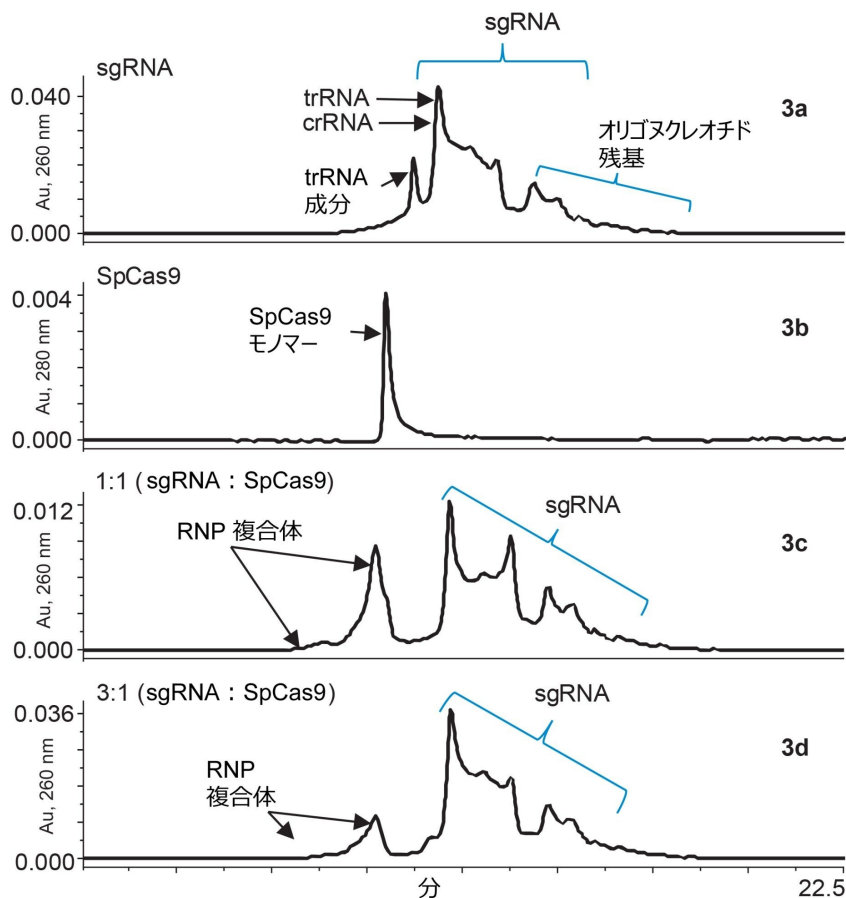 sgRNA
sgRNA
3a
0.040
trRNA
crRNA
オリゴヌクレオチド
残基
trRNA
成分
Au, 260 nm
0.000
SpCas9
0.004
3b
SpCas9
モノマー
Au, 280 nm
0.000
1:1 (sgRNA : SpCas9)
0.012
sgRNA
RNP 複合体
3c
Au, 260 nm
0.000
3:1 (sgRNA : SpCas9)
0.036
sgRNA
3d
RNP
複合体
Au, 260 nm
0.000
分
22.5